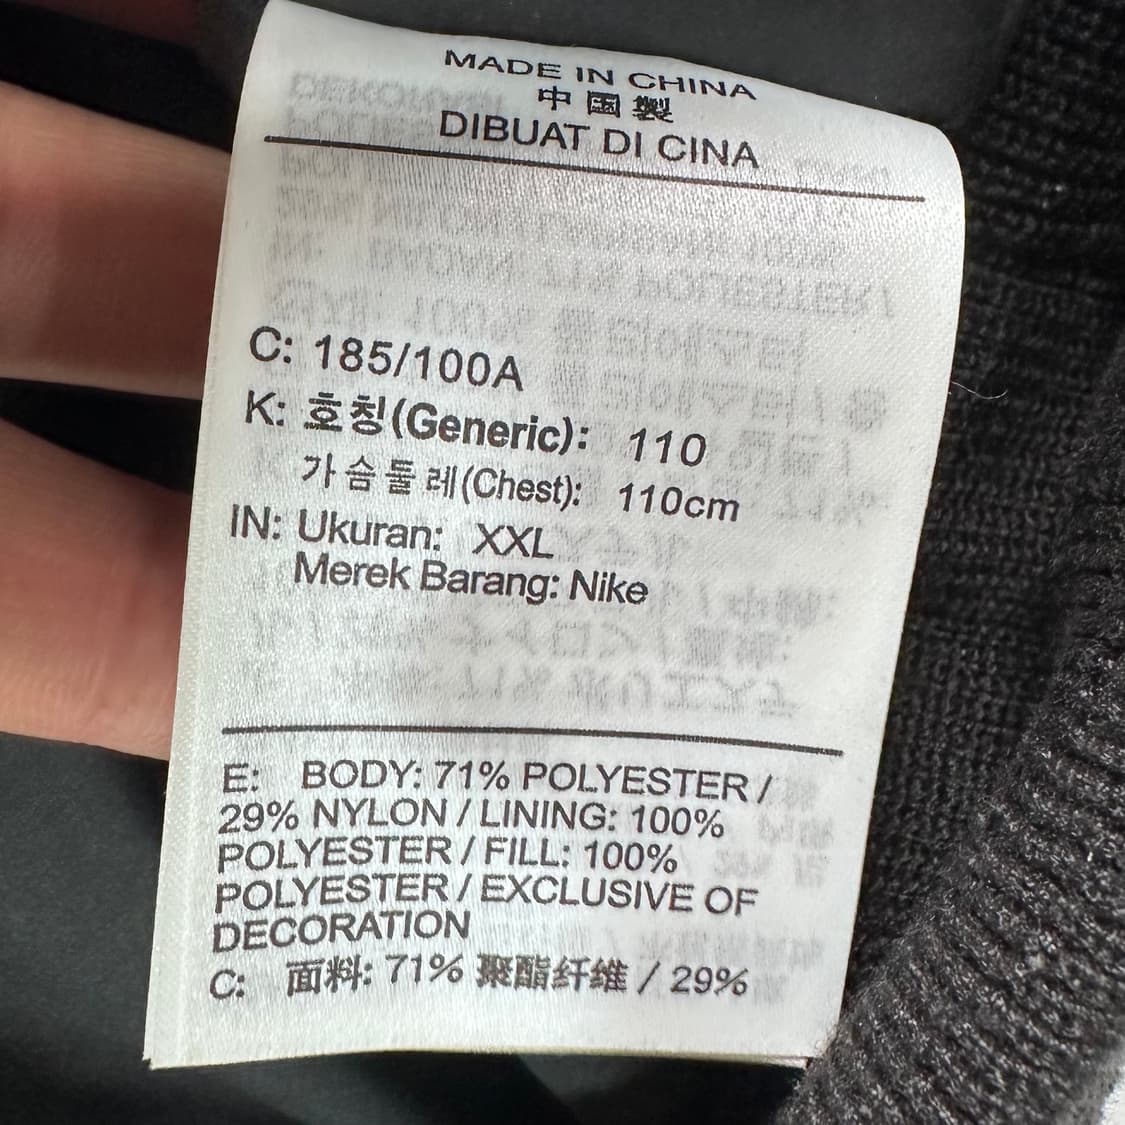 MADE IN CHINA
中国製
DIBUAT DI CINA
C: 185/100A
K: 호칭(Generic): 110
가슴둘레(Chest): 110cm
IN: Ukuran: XXL
Merek Barang: Nike
E: BODY: 71% POLYESTER /
29% NYLON / LINING: 100%
POLYESTER / FILL: 100%
POLYESTER / EXCLUSIVE OF
DECORATION
C: 面料: 71% 聚酯纤维 / 29%